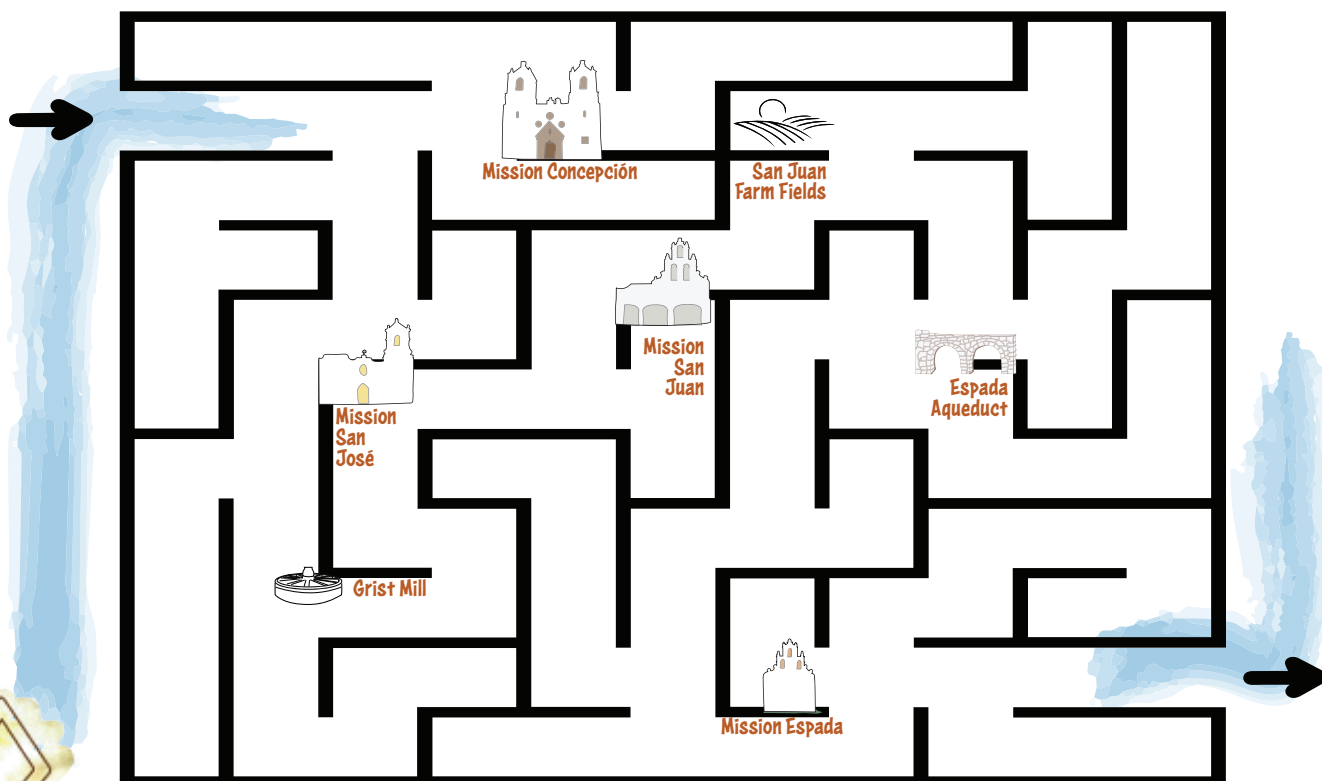 Mission Concepción
San Juan
Farm Fields
Mission
San
Juan
Espada
Aqueduct
Mission
San
José
Grist Mill
Mission Espada